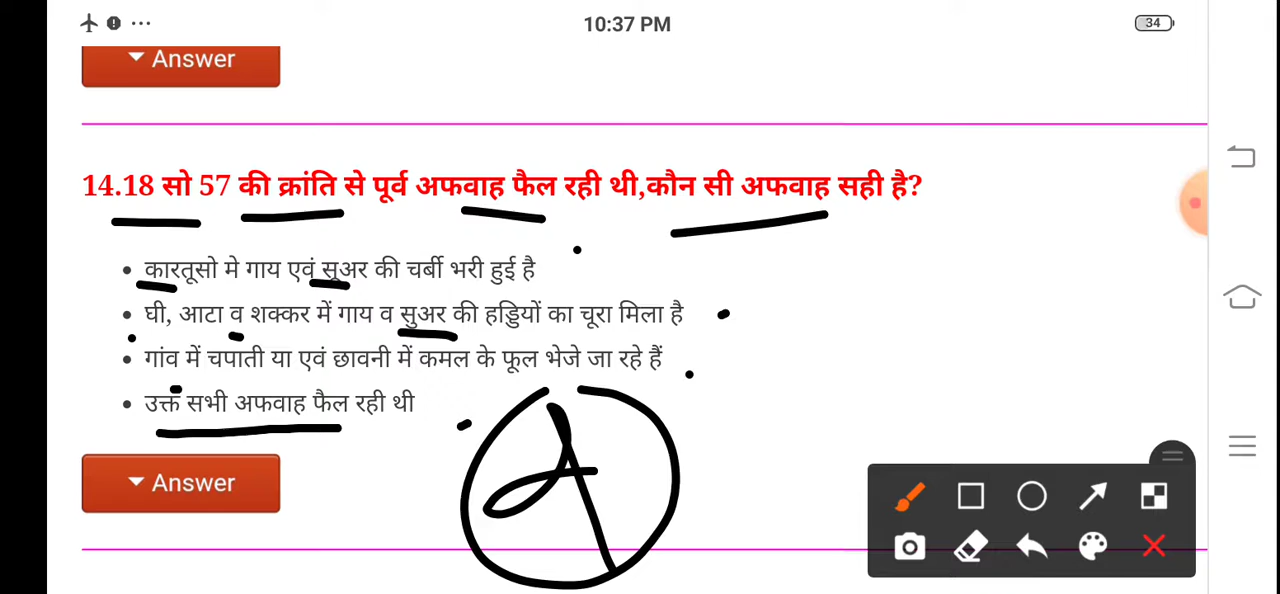 10:37 PM
34
Answer
14.18 सो 57 की क्रांति से पूर्व अफवाह फैल रही थी,कौन सी अफवाह सही है?
• कारतूसो मे गाय एवं सूअर की चर्बी भरी हुई है
• घी, आटा व शक्कर में गाय व सुअर की हड्डियों का चूरा मिला है
• गांव में चपाती या एवं छावनी में कमल के फूल भेजे जा रहे हैं
• उक्त सभी अफवाह फैल रही थी
Answer